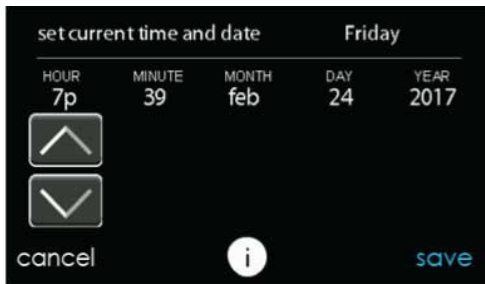 set current time and date Friday
HOUR MINUTE MONTH DAY YEAR
7p 39 feb 24 2017
cancel i save